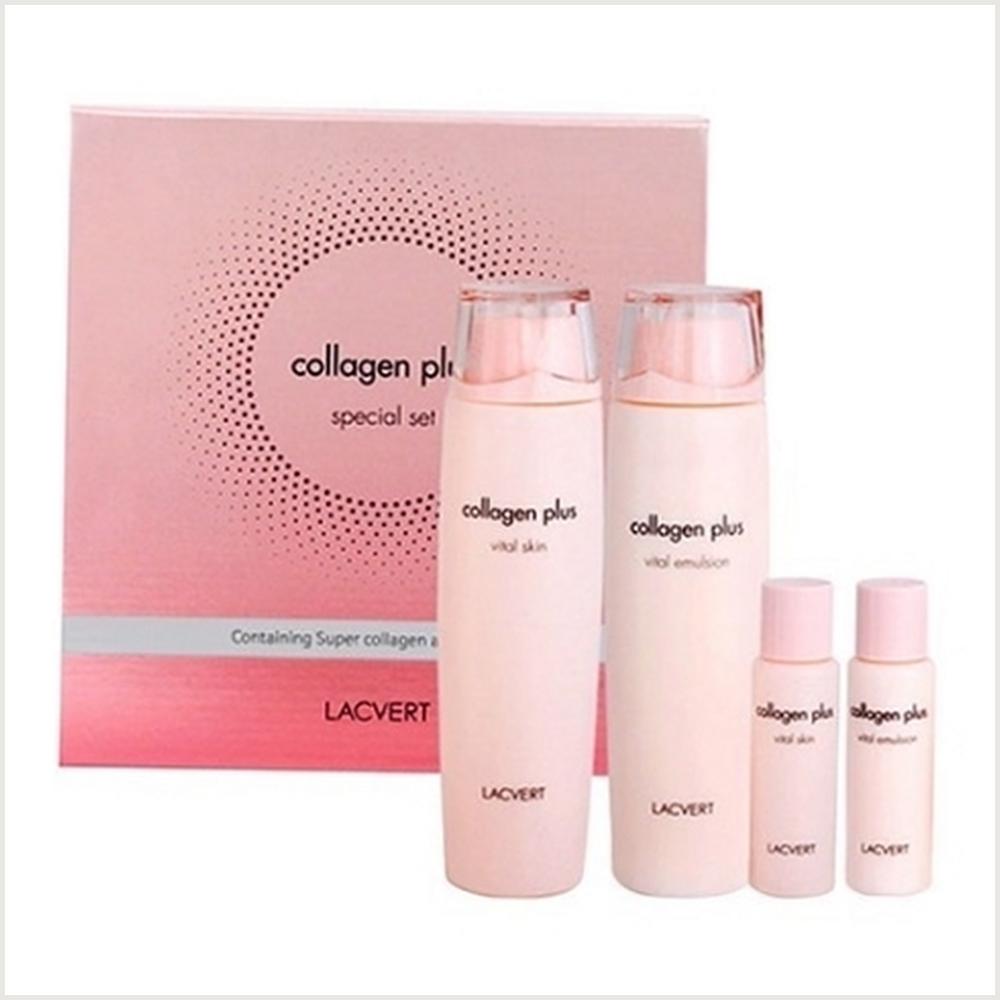 collagen
special set
Containing Super collagen
LACVERT
collagen plus
vital skin
LACVERT
collagen plus
vital emulsion
LACVERT
collagen plus
vital skin
LACVERT
collagen plus
vital emulsion
LACVERT